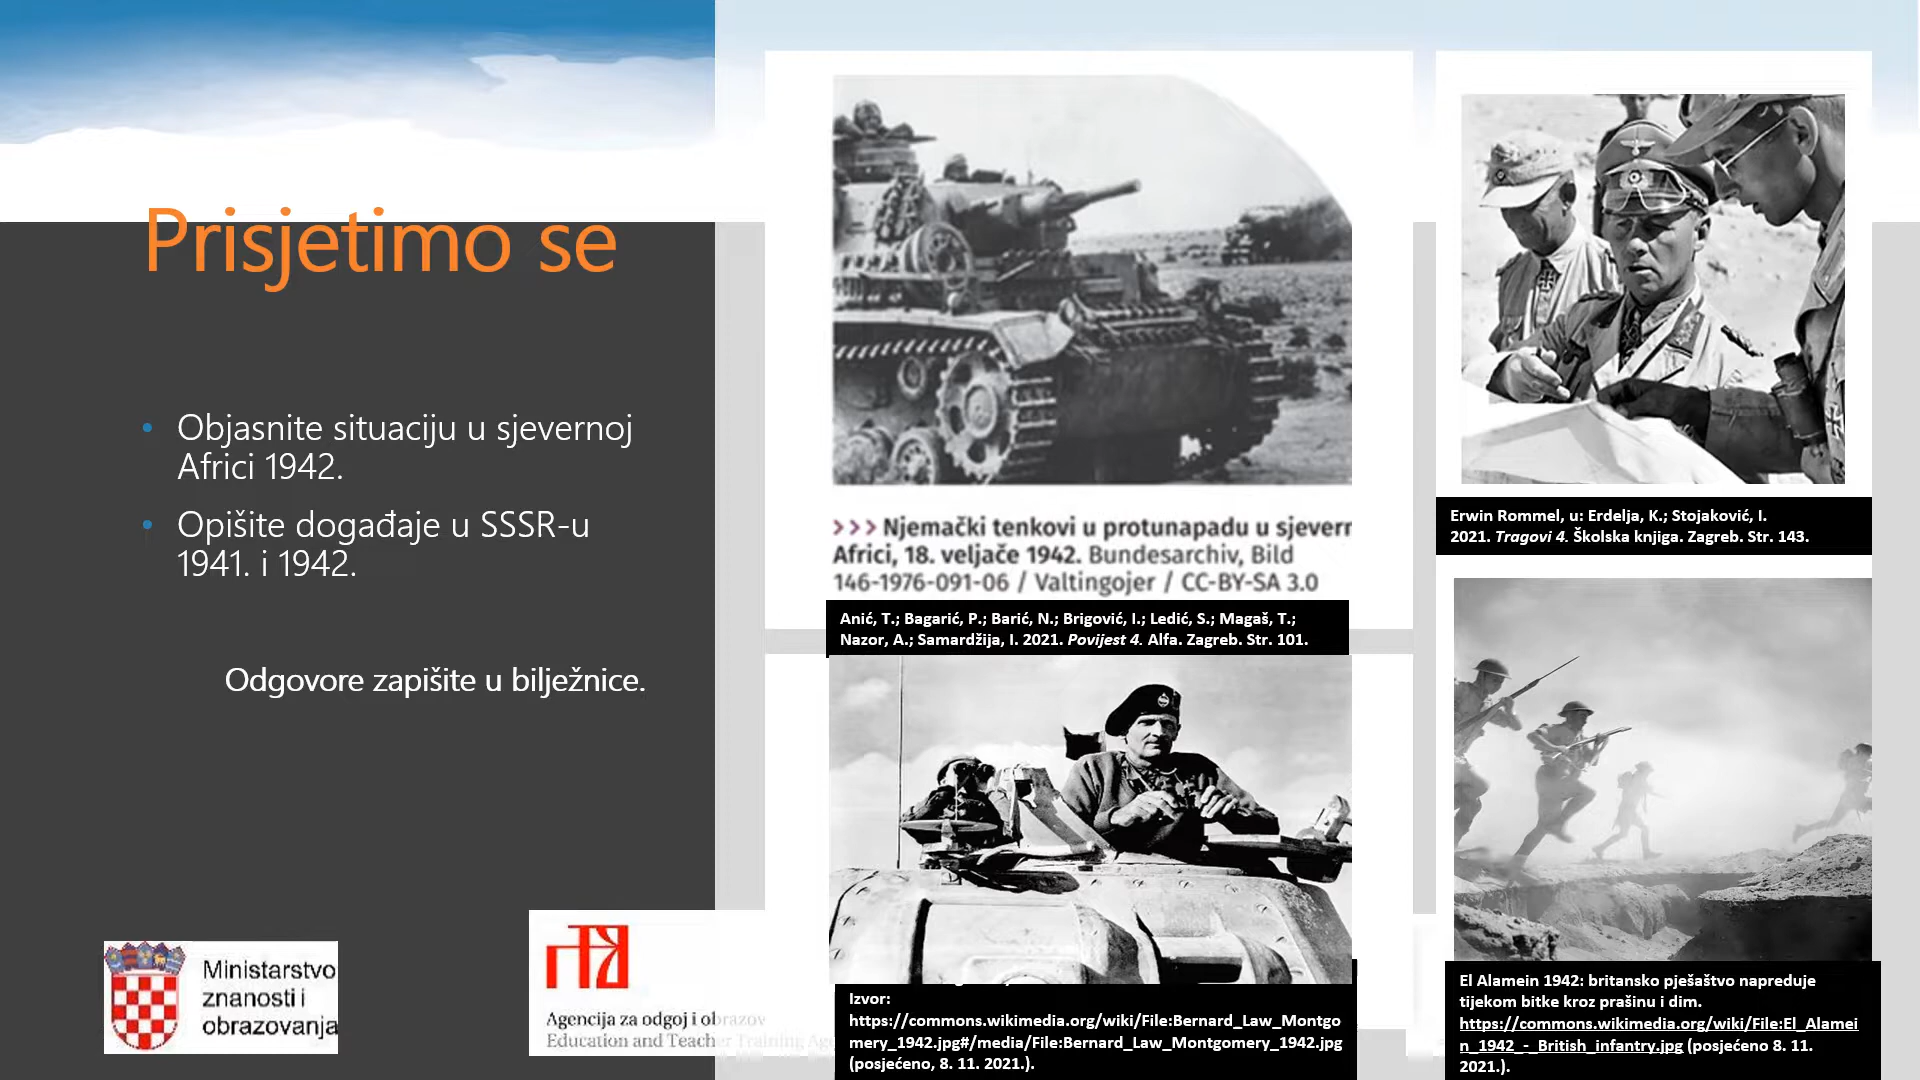 Prisjetimo se
Objasnite situaciju u sjevernoj
Africi 1942.
Opišite događaje u SSSR-u
1941. i 1942.
Odgovore zapišite u bilježnice.
Ministarstvo
znanosti i
obrazovanja
Agencija za odgoj i obrazov
Education and Teacher Training Age
>>> Njemački tenkovi u protunapadu u sjevern
Africi, 18. veljače 1942. Bundesarchiv, Bild
146-1976-091-06 / Valtingojer / CC-BY-SA 3.0
Anić, T.; Bagarić, P.; Barić, N.; Brigović, I.; Ledić, S.; Magaš, T.;
Nazor, A.; Samardžija, I. 2021. Povijest 4. Alfa. Zagreb. Str. 101.
Izvor:
https://commons.wikimedia.org/wiki/File:Bernard_Law_Montgo
mery_1942.jpg#/media/File:Bernard_Law_Montgomery_1942.jpg
(posjećeno, 8. 11. 2021.).
Erwin Rommel, u: Erdelja, K.; Stojaković, I.
2021. Tragovi 4. Školska knjiga. Zagreb. Str. 143.
El Alamein 1942: britansko pješaštvo napreduje
tijekom bitke kroz prašinu i dim.
https://commons.wikimedia.org/wiki/File:El_Alamei
n_1942_-_British_infantry.jpg (posjećeno 8. 11.
2021.).